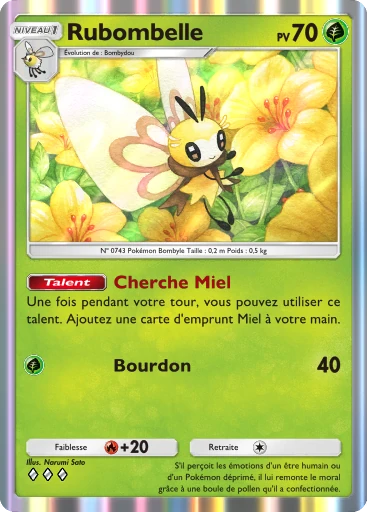 NIVEAU 1
Rubombelle
PV 70
Évolution de : Bombydou
N° 0743 Pokémon Bombyle Taille : 0,2 m Poids : 0,5 kg
Talent Cherche Miel
Une fois pendant votre tour, vous pouvez utiliser ce
talent. Ajoutez une carte d'emprunt Miel à votre main.
Bourdon 40
Faiblesse +20 Retraite
Illus. Narumi Sato
S'il perçoit les émotions d'un être humain ou
d'un Pokémon déprimé, il lui remonte le moral
grâce à une boule de pollen qu'il a confectionnée.